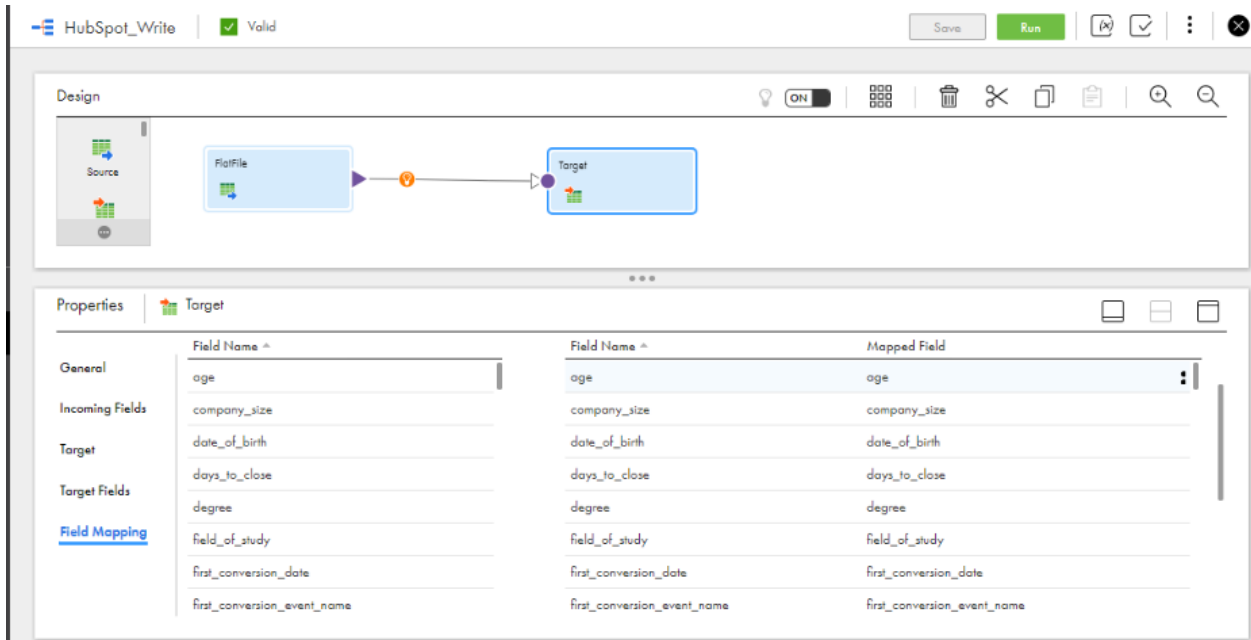 HubSpot_Write Valid Save Run
Design ON
Source
FlatFile
Target
Properties Target
General
Incoming Fields
Target
Target Fields
Field Mapping
Field Name Field Name Mapped Field
age age age
company_size company_size company_size
date_of_birth date_of_birth date_of_birth
days_to_close days_to_close days_to_close
degree degree degree
field_of_study field_of_study field_of_study
first_conversion_date first_conversion_date first_conversion_date
first_conversion_event_name first_conversion_event_name first_conversion_event_name